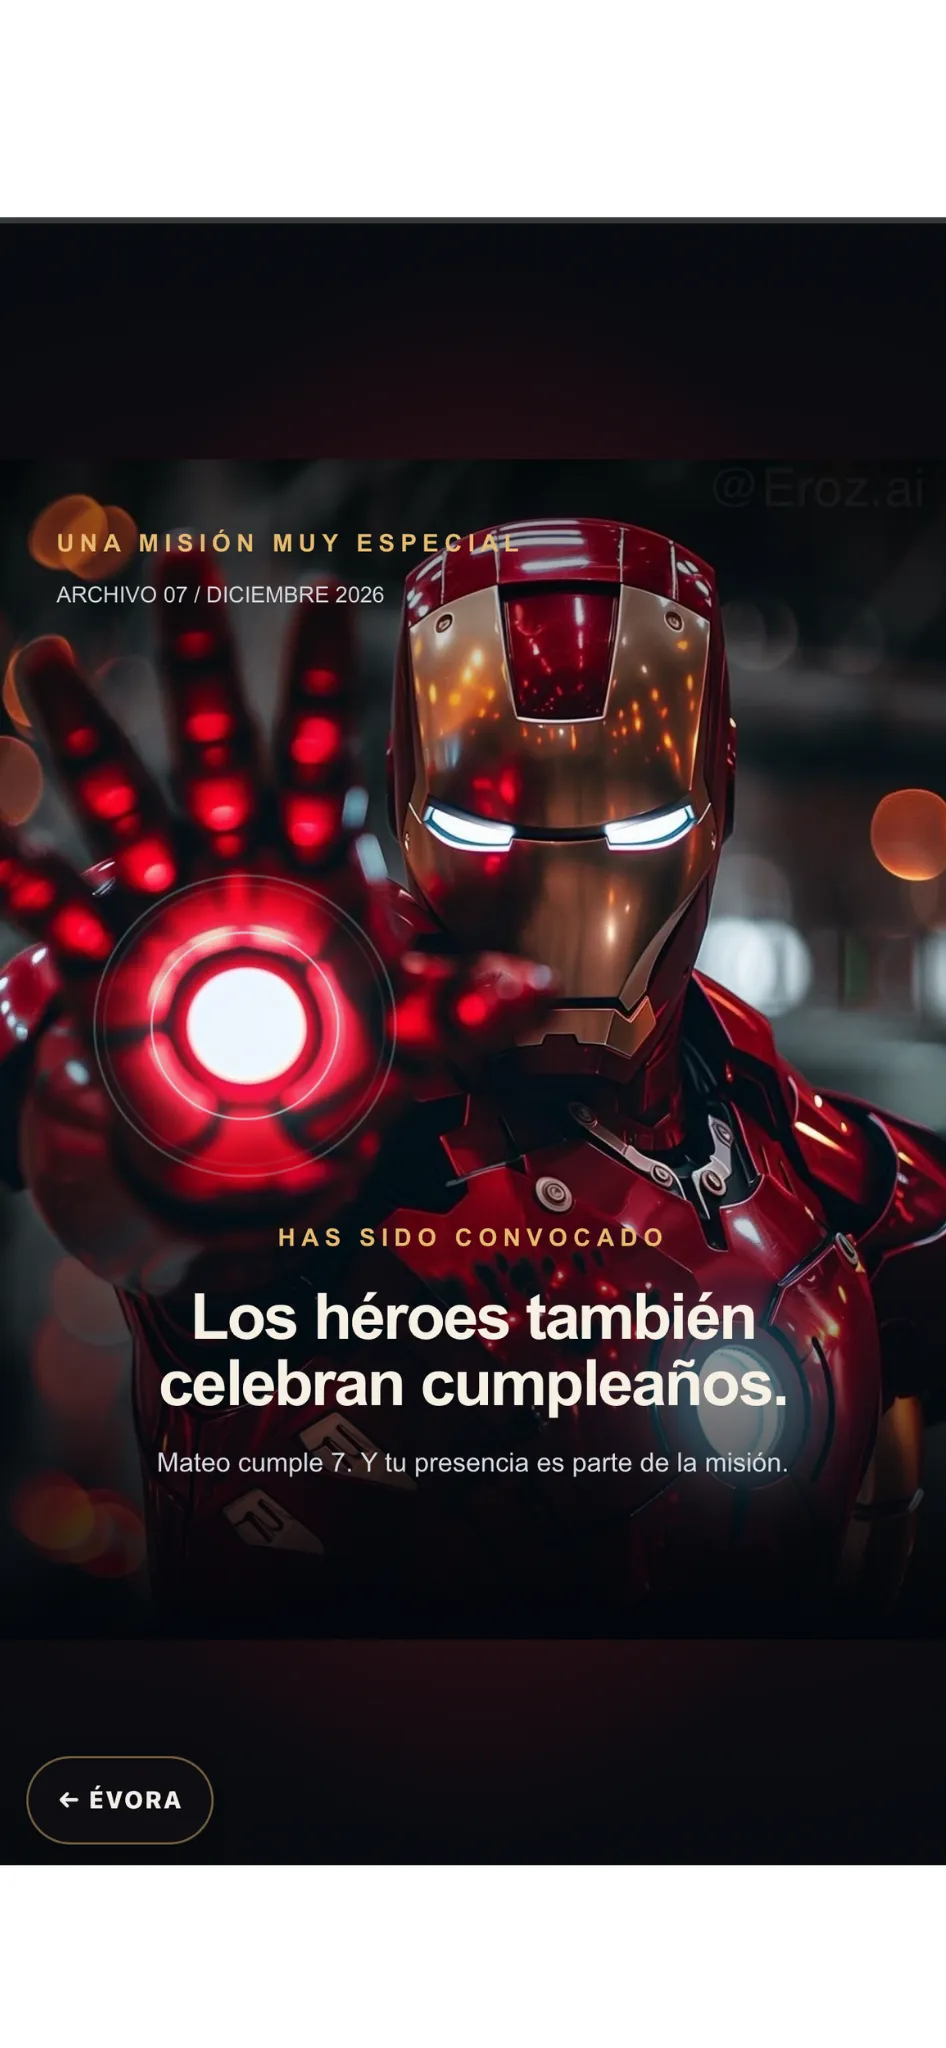 @Eroz.ai
UNA MISIÓN MUY ESPECIAL
ARCHIVO 07 / DICIEMBRE 2026
HAS SIDO CONVOCADO
Los héroes también
celebran cumpleaños.
Mateo cumple 7. Y tu presencia es parte de la misión.
← ÉVORA